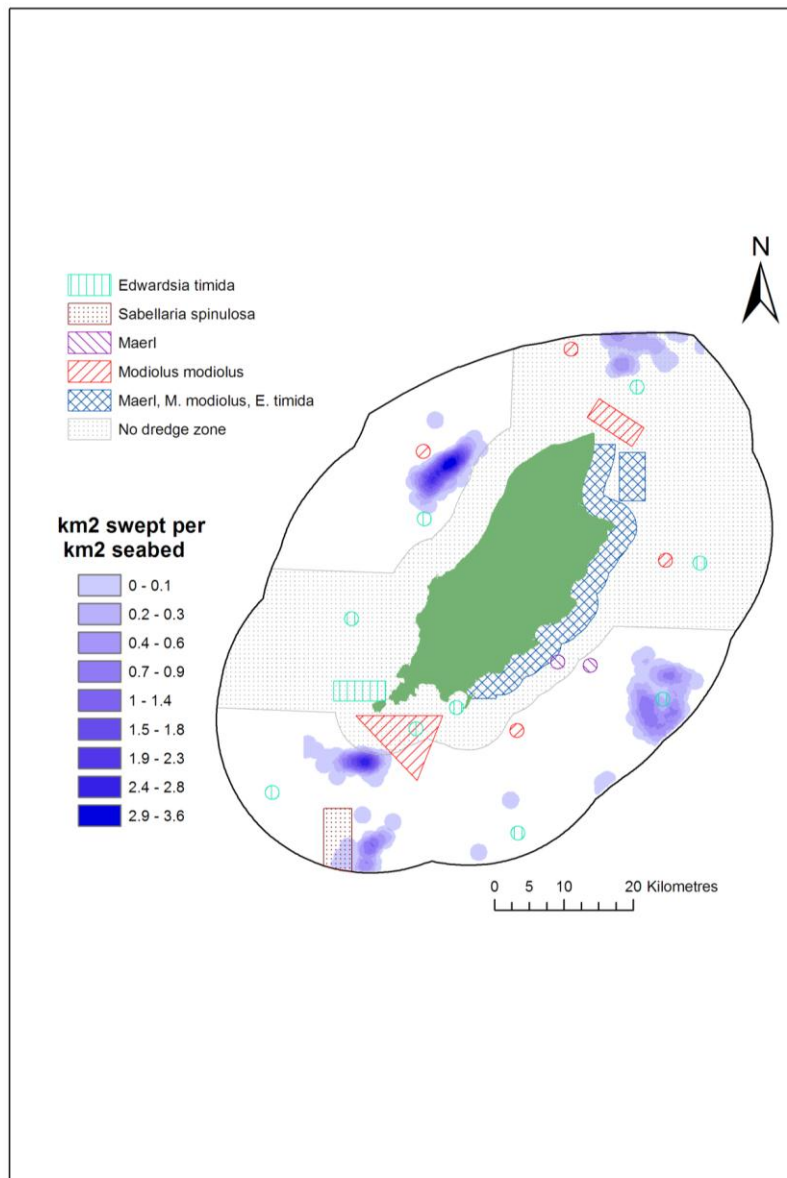 N
Edwardsia timida
Sabellaria spinulosa
Maerl
Modiolus modiolus
Maerl, M. modiolus, E. timida
No dredge zone
km2 swept per
km2 seabed
0 - 0.1
0.2 - 0.3
0.4 - 0.6
0.7 - 0.9
1 - 1.4
1.5 - 1.8
1.9 - 2.3
2.4 - 2.8
2.9 - 3.6
0 5 10 20 Kilometres